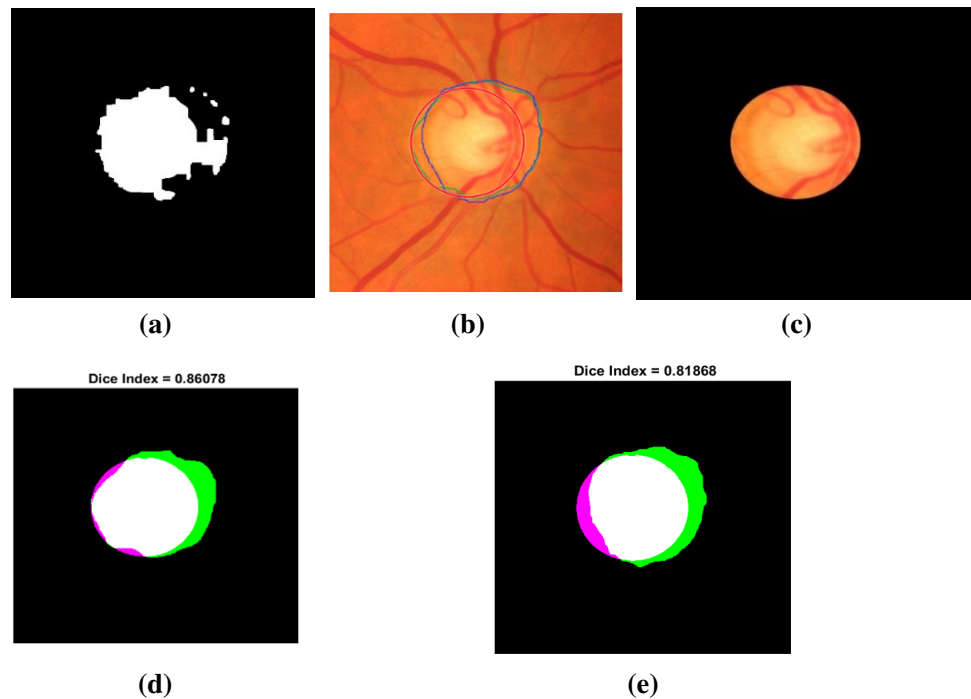 (a)
(b)
(c)
Dice Index = 0.86078
Dice Index = 0.81868
(d)
(e)